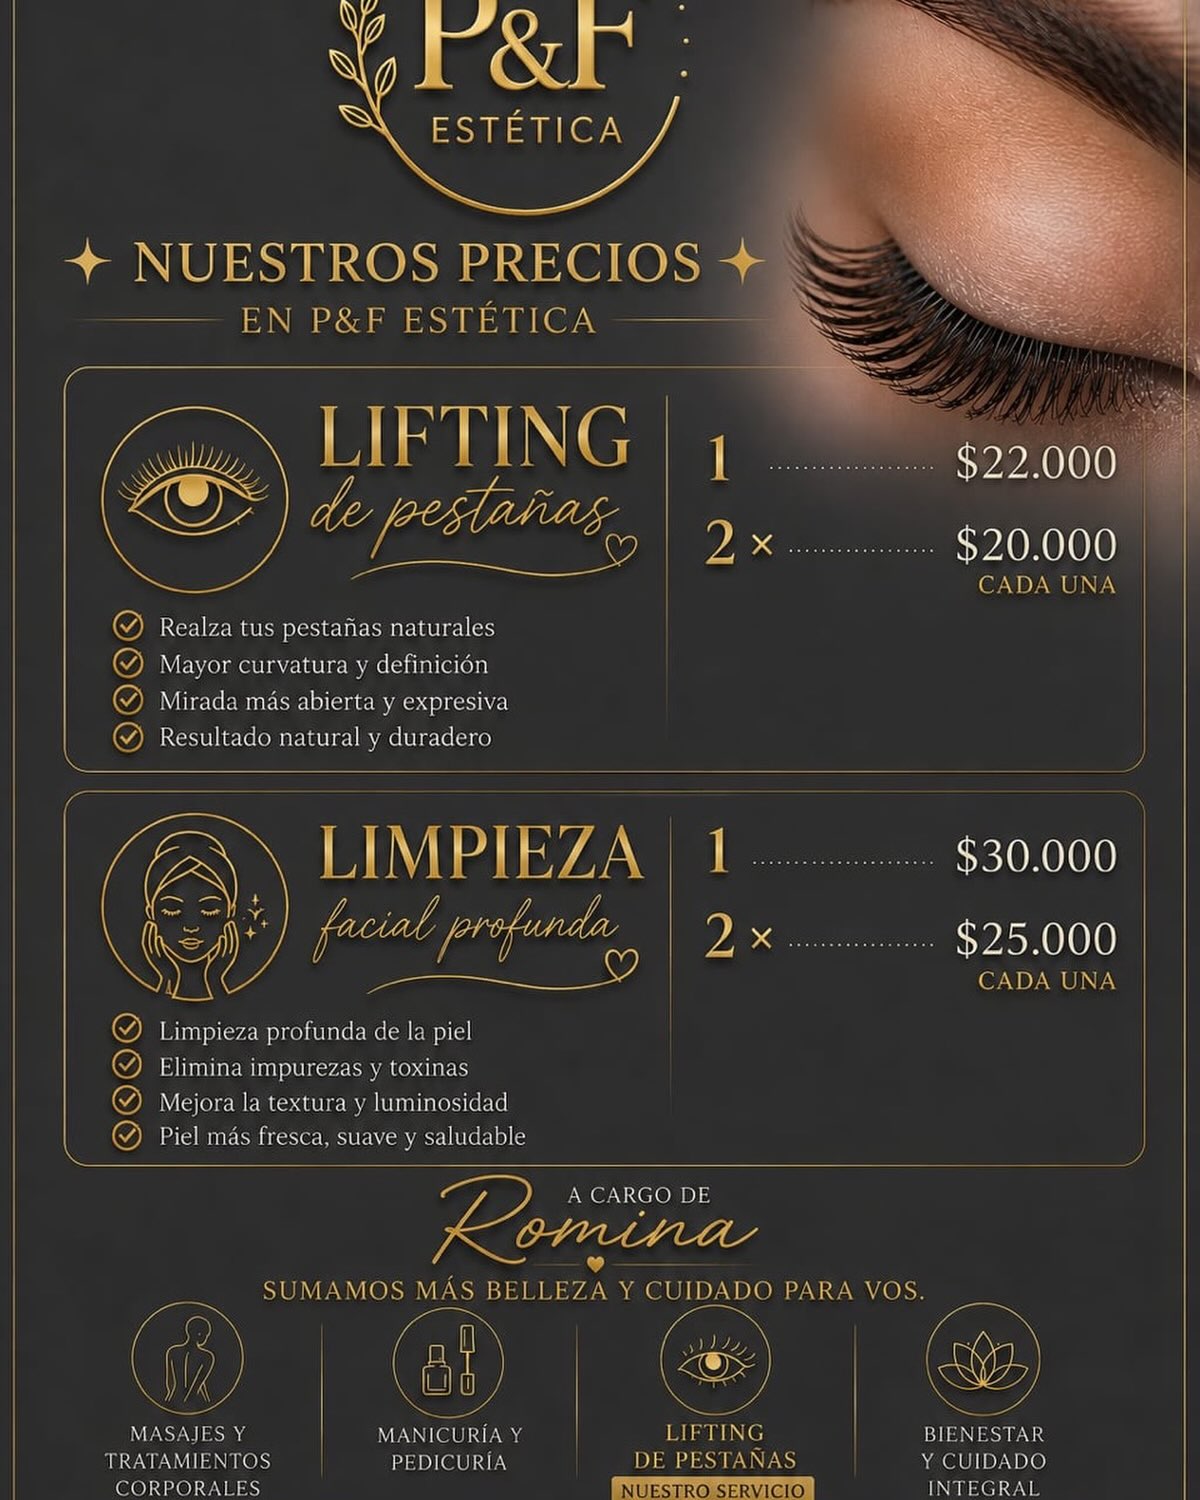 P&F
ESTÉTICA
NUESTROS PRECIOS
EN P&F ESTÉTICA
LIFTING
de pestañas
1 $22.000
2 × $20.000
CADA UNA
Realza tus pestañas naturales
Mayor curvatura y definición
Mirada más abierta y expresiva
Resultado natural y duradero
LIMPIEZA
facial profunda
1 $30.000
2 × $25.000
CADA UNA
Limpieza profunda de la piel
Elimina impurezas y toxinas
Mejora la textura y luminosidad
Piel más fresca, suave y saludable
A CARGO DE
Romina
SUMAMOS MÁS BELLEZA Y CUIDADO PARA VOS.
MASAJES Y
TRATAMIENTOS
CORPORALES
MANICURÍA Y
PEDICURÍA
LIFTING
DE PESTAÑAS
NUESTRO SERVICIO
BIENESTAR
Y CUIDADO
INTEGRAL